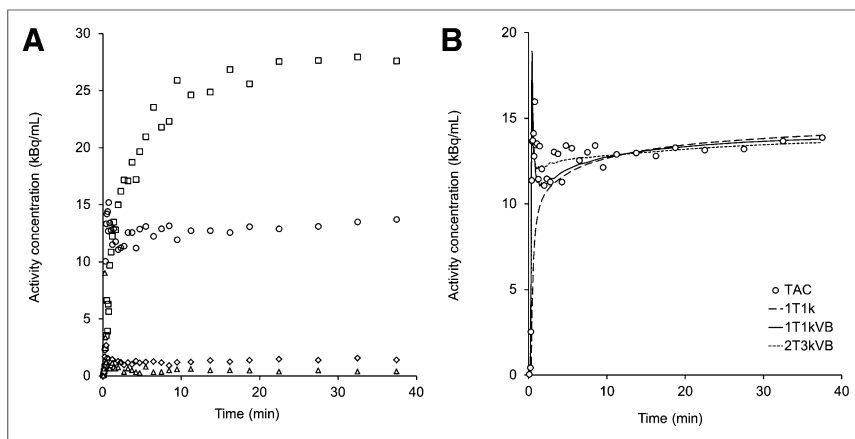 A
30
25
20
15
10
5
0
Activity concentration (kBq/mL)
0 10 20 30 40
Time (min)
B
20
15
10
5
0
Activity concentration (kBq/mL)
TAC
1T1k
1T1kVB
2T3kVB
0 10 20 30 40
Time (min)